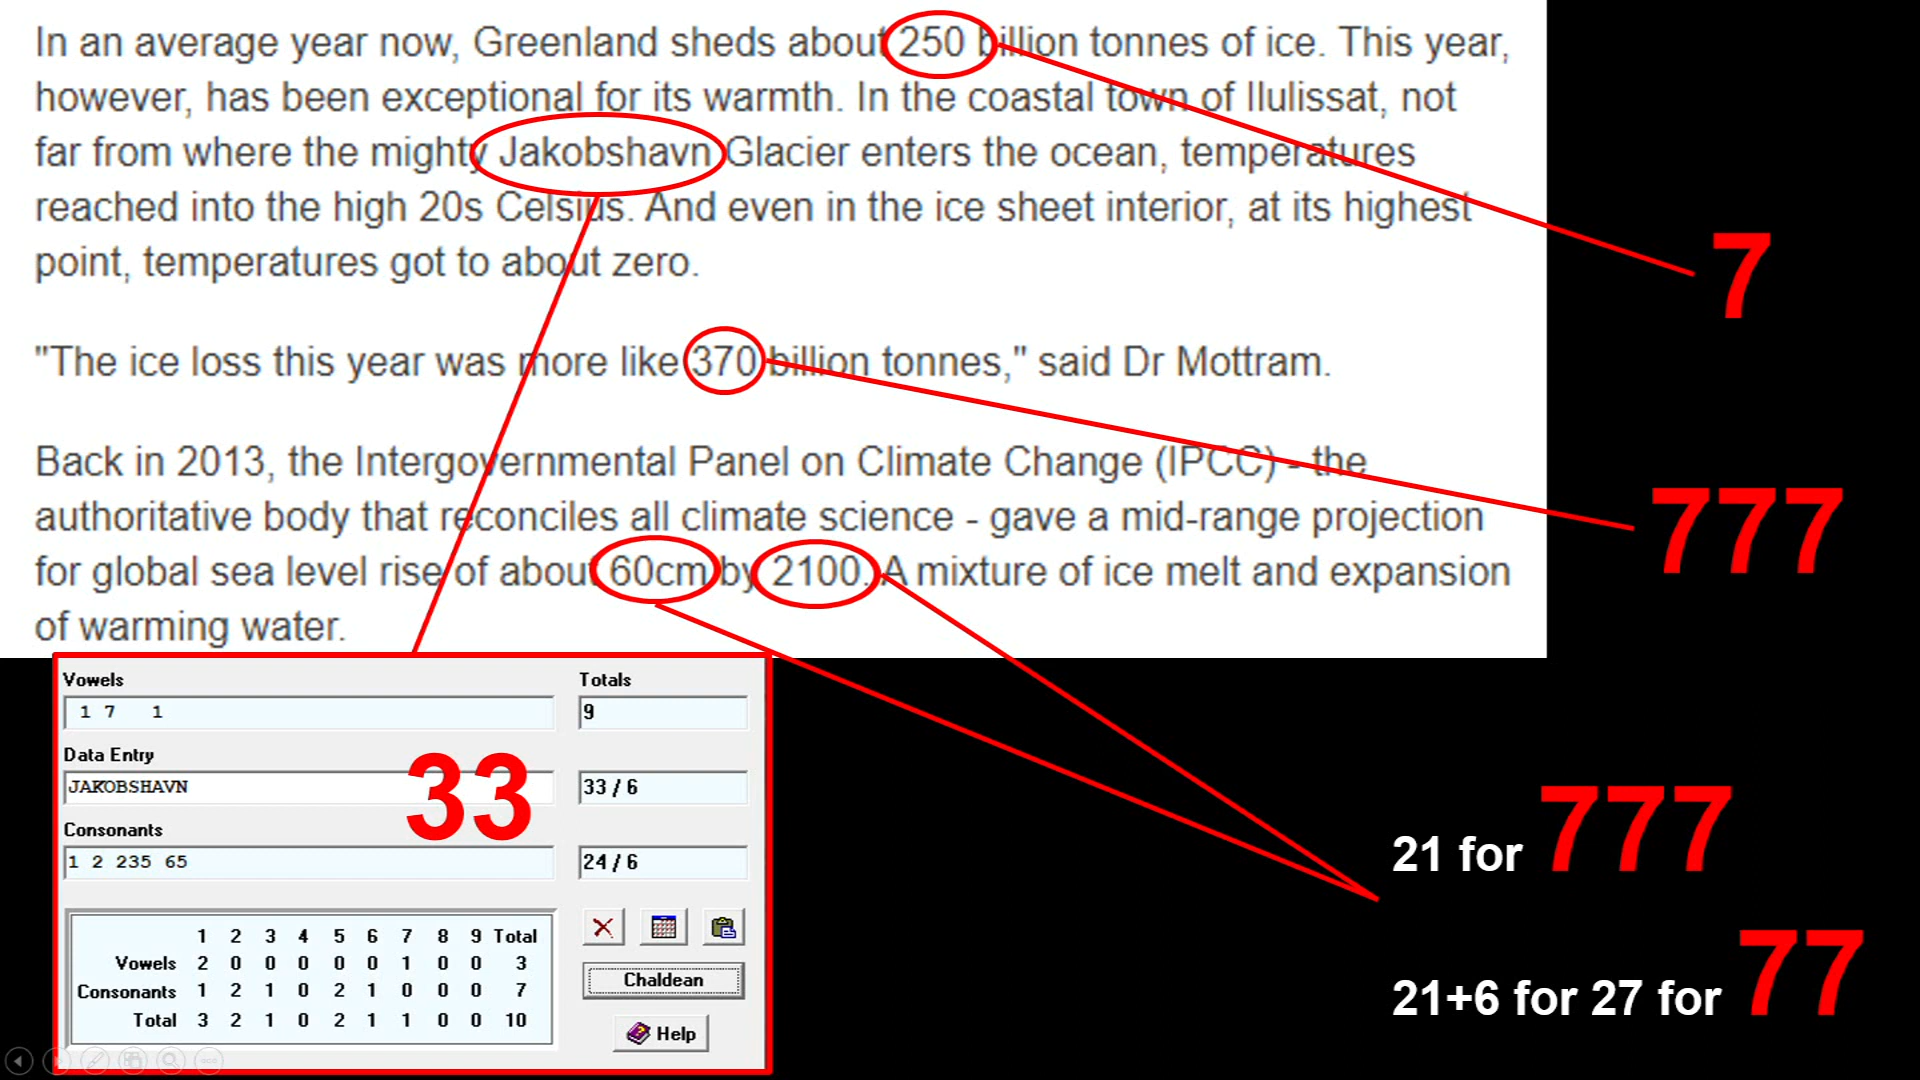 In an average year now, Greenland sheds about 250 billion tonnes of ice. This year,
however, has been exceptional for its warmth. In the coastal town of Ilulissat, not
far from where the mighty Jakobshavn Glacier enters the ocean, temperatures
reached into the high 20s Celsius. And even in the ice sheet interior, at its highest
point, temperatures got to about zero.
7
"The ice loss this year was more like 370 billion tonnes," said Dr Mottram.
777
Back in 2013, the Intergovernmental Panel on Climate Change (IPCC) - the
authoritative body that reconciles all climate science - gave a mid-range projection
for global sea level rise of about 60cm by 2100. A mixture of ice melt and expansion
of warming water.
Vowels Totals
1 7 1 9
Data Entry
JAKOBSHAVN 33 33 / 6
Consonants
1 2 235 65 24 / 6
1 2 3 4 5 6 7 8 9 Total
Vowels 2 0 0 0 0 0 1 0 0 3
Consonants 1 2 1 0 2 1 0 0 0 7
Total 3 2 1 0 2 1 1 0 0 10
Chaldean
Help
21 for 777
21+6 for 27 for 77